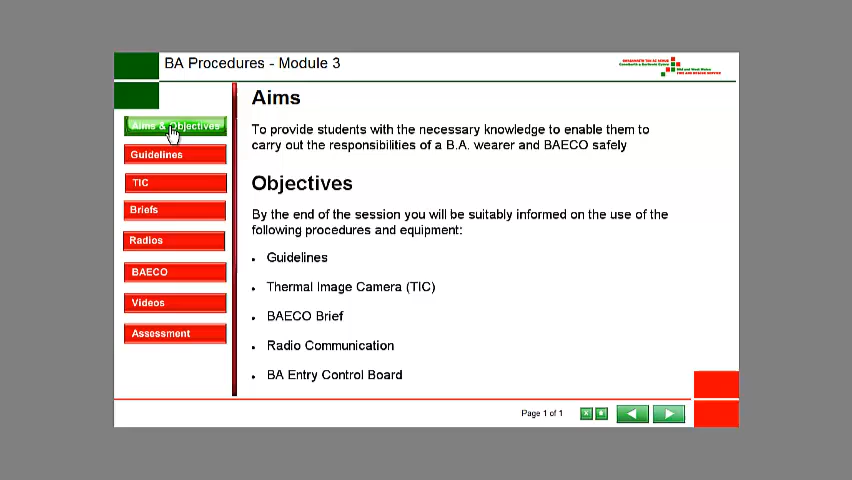 BA Procedures - Module 3
Aims & Objectives
Guidelines
TIC
Briefs
Radios
BAECO
Videos
Assessment
Aims
To provide students with the necessary knowledge to enable them to
carry out the responsibilities of a B.A. wearer and BAECO safely
Objectives
By the end of the session you will be suitably informed on the use of the
following procedures and equipment:
• Guidelines
• Thermal Image Camera (TIC)
• BAECO Brief
• Radio Communication
• BA Entry Control Board
Page 1 of 1